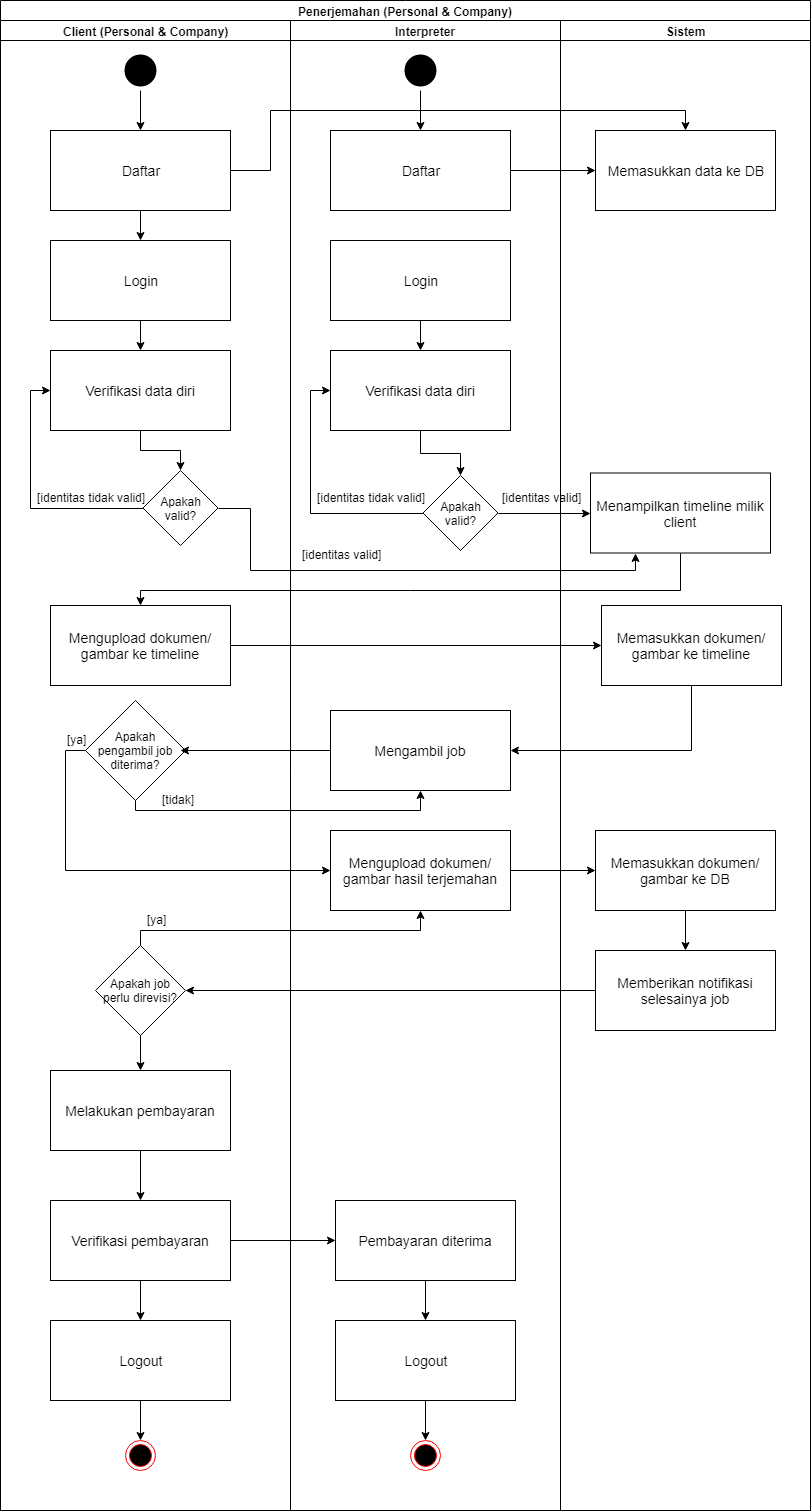 Penerjemahan (Personal & Company)
Client (Personal & Company)
Interpreter
Sistem
Daftar
Daftar
Memasukkan data ke DB
Login
Login
Verifikasi data diri
Verifikasi data diri
[identitas tidak valid]
Apakah
valid?
[identitas tidak valid]
Apakah
valid?
[identitas valid]
Menampilkan timeline milik
client
[identitas valid]
Mengupload dokumen/
gambar ke timeline
Memasukkan dokumen/
gambar ke timeline
[ya]
Apakah
pengambil job
diterima?
Mengambil job
[tidak]
Mengupload dokumen/
gambar hasil terjemahan
Memasukkan dokumen/
gambar ke DB
[ya]
Apakah job
perlu direvisi?
Memberikan notifikasi
selesainya job
Melakukan pembayaran
Verifikasi pembayaran
Pembayaran diterima
Logout
Logout